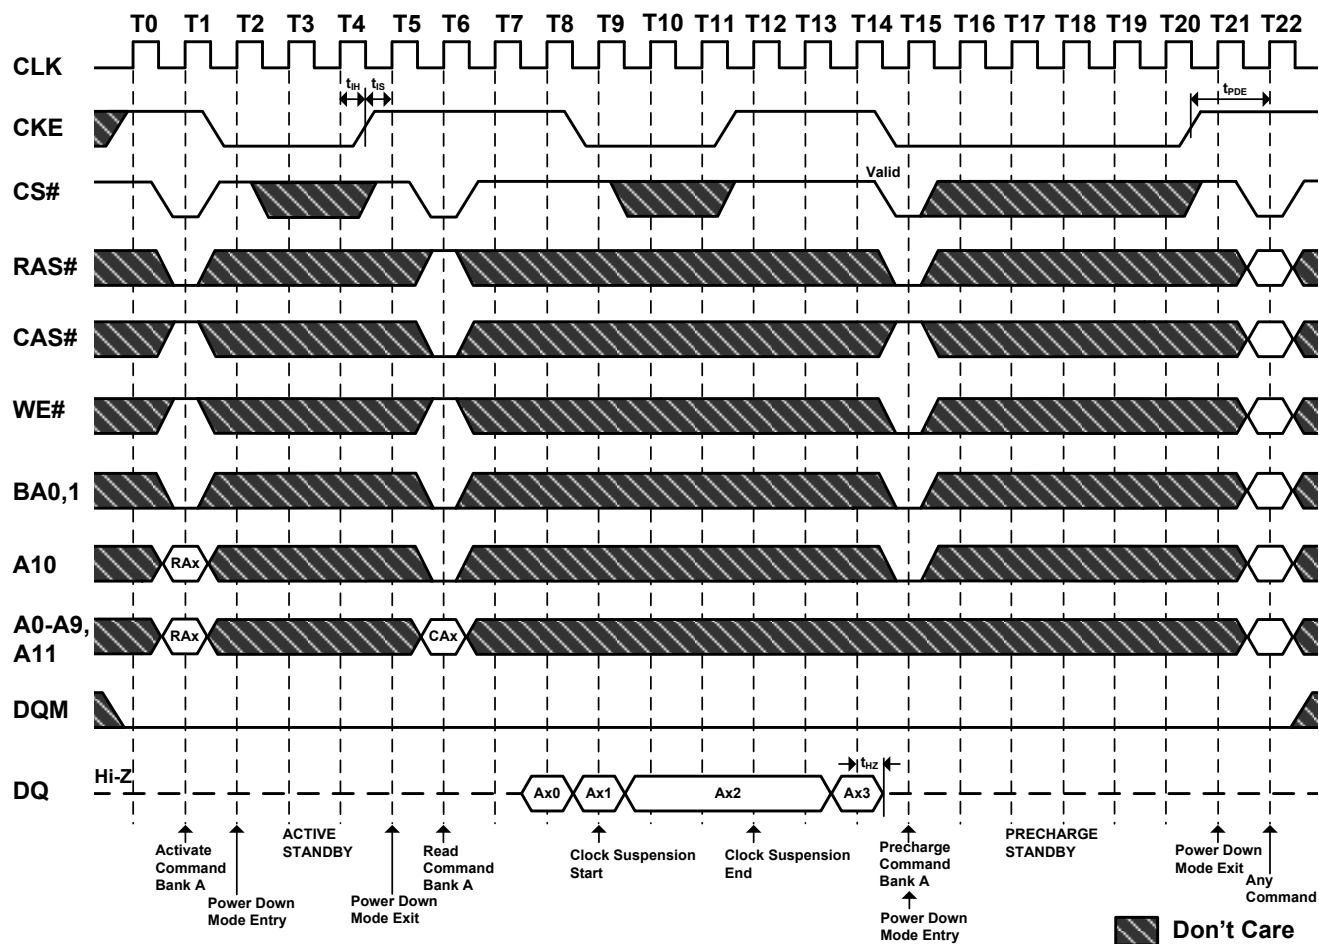 T0 T1 T2 T3 T4 T5 T6 T7 T8 T9 T10 T11 T12 T13 T14 T15 T16 T17 T18 T19 T20 T21 T22
CLK
tIH tIS tPDE
CKE
CS#
Valid
RAS#
CAS#
WE#
BA0,1
A10
RAx
A0-A9,
A11
RAx CAx
DQM
Hi-Z
tHZ
DQ
Ax0 Ax1 Ax2 Ax3
Activate
Command
Bank A
Power Down
Mode Entry
ACTIVE
STANDBY
Power Down
Mode Exit
Read
Command
Bank A
Clock Suspension
Start
Clock Suspension
End
Precharge
Command
Bank A
Power Down
Mode Entry
PRECHARGE
STANDBY
Power Down
Mode Exit
Any
Command
Don't Care